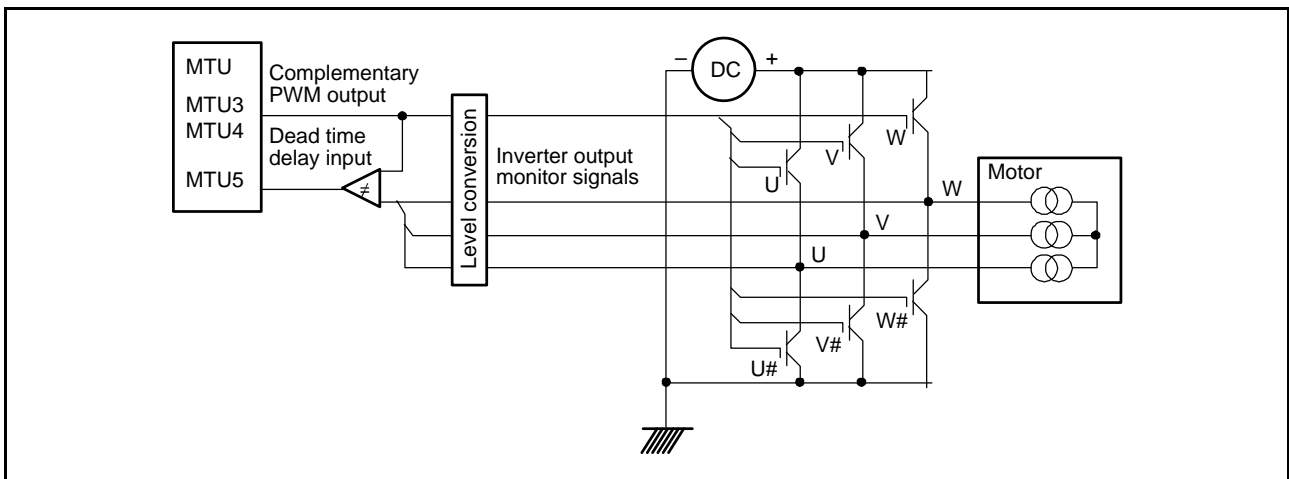 MTU
MTU3
MTU4
MTU5
Complementary
PWM output
Dead time
delay input
≠
Level conversion
Inverter output
monitor signals
– DC +
W
V
U
W
V
U
W#
V#
U#
Motor